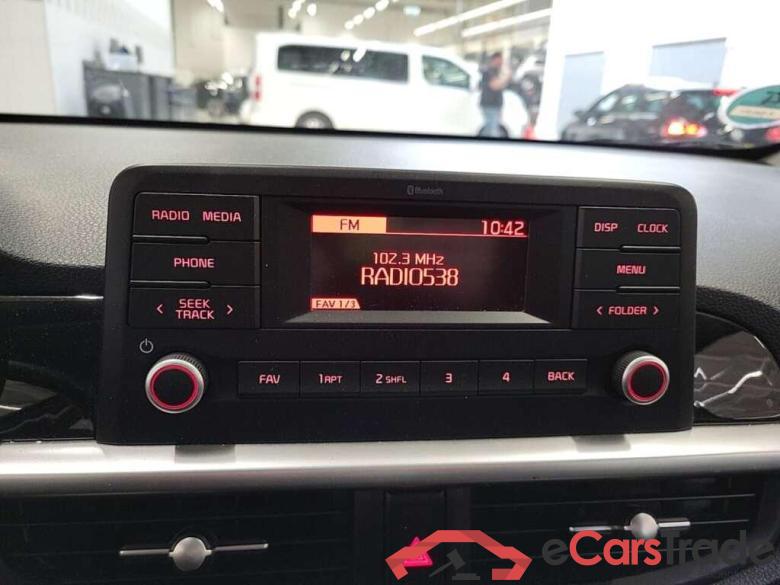 Bluetooth
RADIO MEDIA
FM 10:42
DISP CLOCK
PHONE
102.3 MHz
MENU
RADIO538
< SEEK TRACK >
FAV 1/3
< FOLDER >
FAV 1 RPT 2 SHFL 3 4 BACK
eCarsTrade